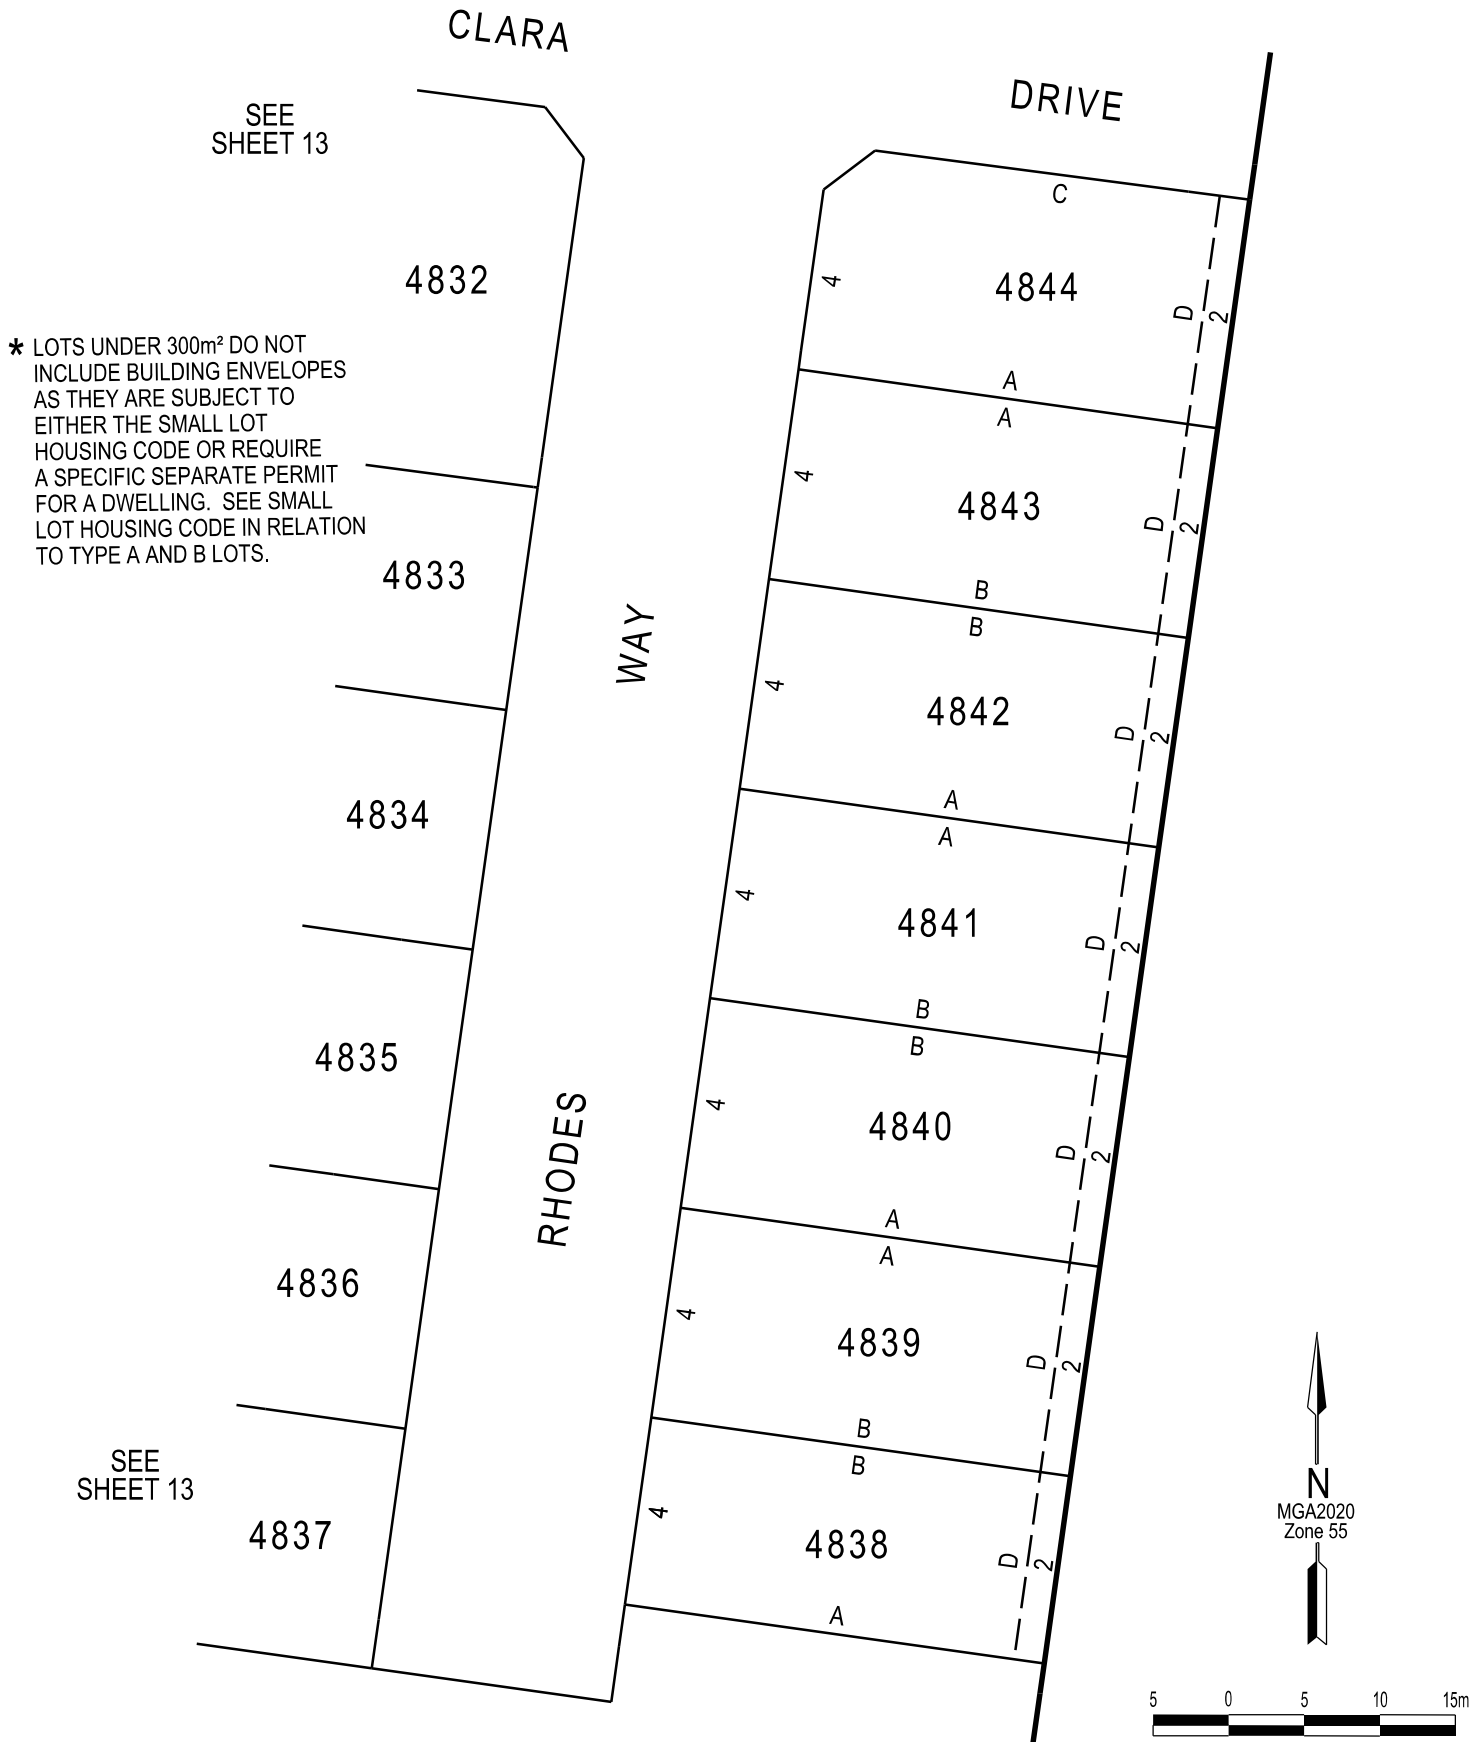 CLARA
DRIVE
SEE
SHEET 13
C
4832
4844
4
D
2
* LOTS UNDER 300m² DO NOT
INCLUDE BUILDING ENVELOPES
AS THEY ARE SUBJECT TO
EITHER THE SMALL LOT
HOUSING CODE OR REQUIRE
A SPECIFIC SEPARATE PERMIT
FOR A DWELLING. SEE SMALL
LOT HOUSING CODE IN RELATION
TO TYPE A AND B LOTS.
A
A
4
4843
D
2
4833
B
B
WAY
4
4842
D
2
4834
A
A
4
4841
D
2
B
B
4835
RHODES
4
4840
D
2
A
A
4836
4
4839
D
2
B
B
SEE
SHEET 13
4837
4
4838
D
2
A
N
MGA2020
Zone 55
5 0 5 10 15m